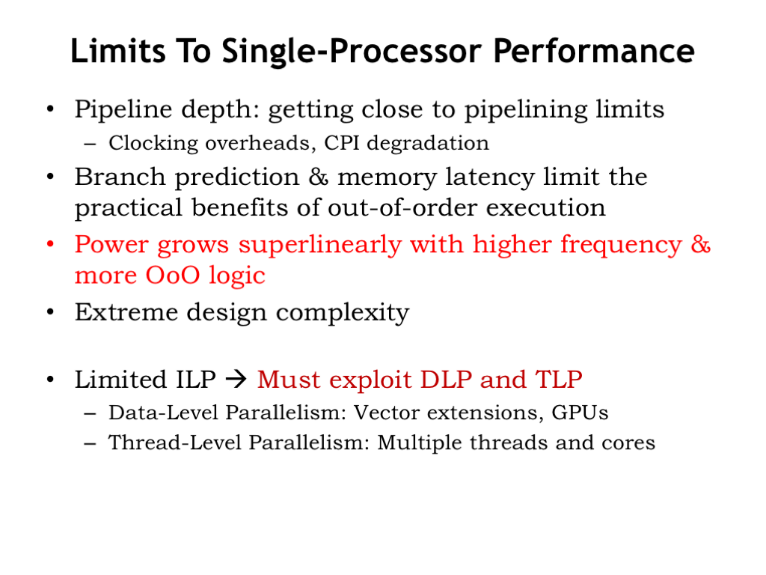 Limits To Single-Processor Performance
• Pipeline depth: getting close to pipelining limits
– Clocking overheads, CPI degradation
• Branch prediction & memory latency limit the
practical benefits of out-of-order execution
• Power grows superlinearly with higher frequency &
more OoO logic
• Extreme design complexity
• Limited ILP → Must exploit DLP and TLP
– Data-Level Parallelism: Vector extensions, GPUs
– Thread-Level Parallelism: Multiple threads and cores